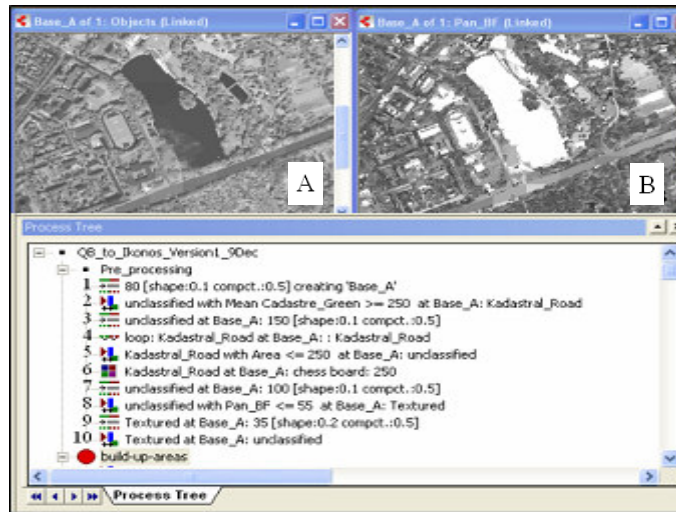 Base_A of 1: Objects (Linked)
Base_A of 1: Pan_BF (Linked)
A
B
Process Tree
QB_to_Ikonos_Version1_9Dec
Pre_processing
1 80 [shape:0.1 compct.:0.5] creating 'Base_A'
2 unclassified with Mean Cadastre_Green >= 250 at Base_A: Kadastral_Road
3 unclassified at Base_A: 150 [shape:0.1 compct.:0.5]
4 loop: Kadastral_Road at Base_A: : Kadastral_Road
5 Kadastral_Road with Area <= 250 at Base_A: unclassified
6 Kadastral_Road at Base_A: chess board: 250
7 unclassified at Base_A: 100 [shape:0.1 compct.:0.5]
8 unclassified with Pan_BF <= 55 at Base_A: Textured
9 Textured at Base_A: 35 [shape:0.2 compct.:0.5]
10 Textured at Base_A: unclassified
build-up-areas
Process Tree